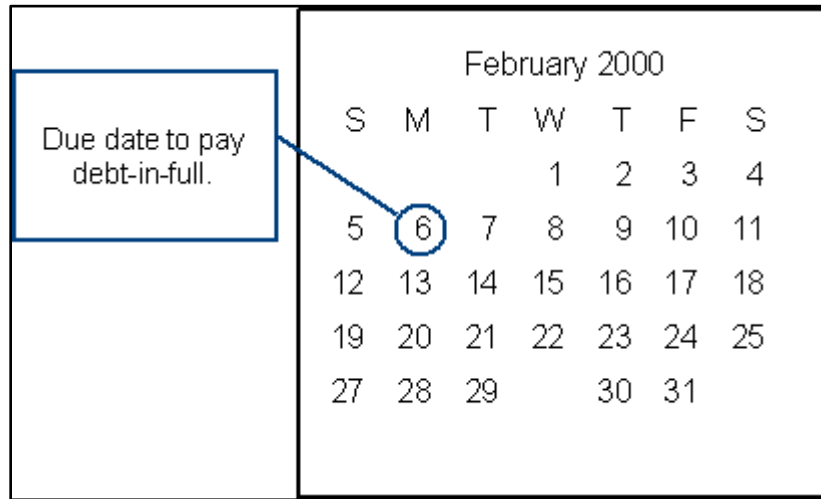 Due date to pay
debt-in-full.
February 2000
S M T W T F S
1 2 3 4
5 6 7 8 9 10 11
12 13 14 15 16 17 18
19 20 21 22 23 24 25
27 28 29 30 31